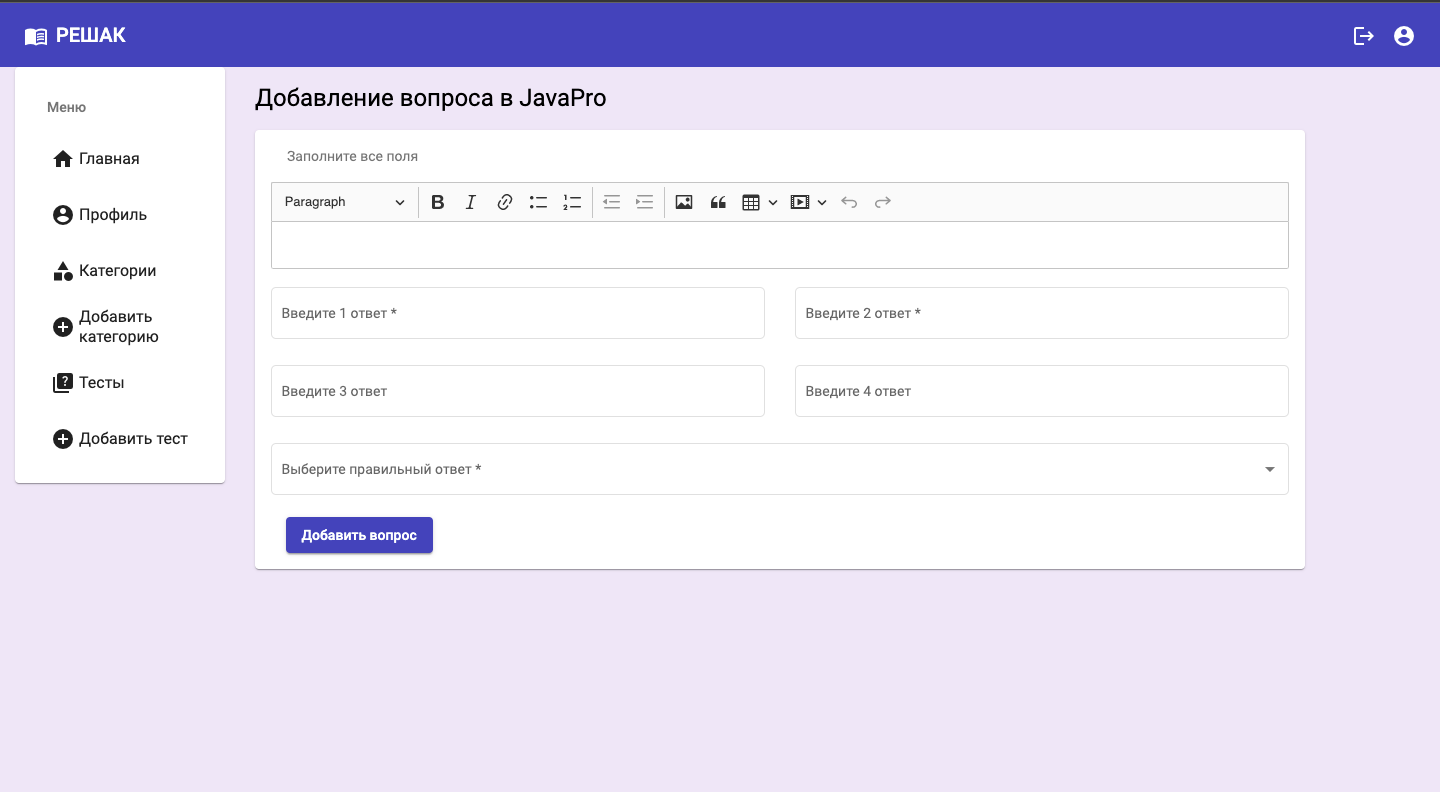 РЕШАК
Меню
Главная
Профиль
Категории
Добавить
категорию
Тесты
Добавить тест
Добавление вопроса в JavaPro
Заполните все поля
Paragraph
Введите 1 ответ *
Введите 2 ответ *
Введите 3 ответ
Введите 4 ответ
Выберите правильный ответ *
Добавить вопрос